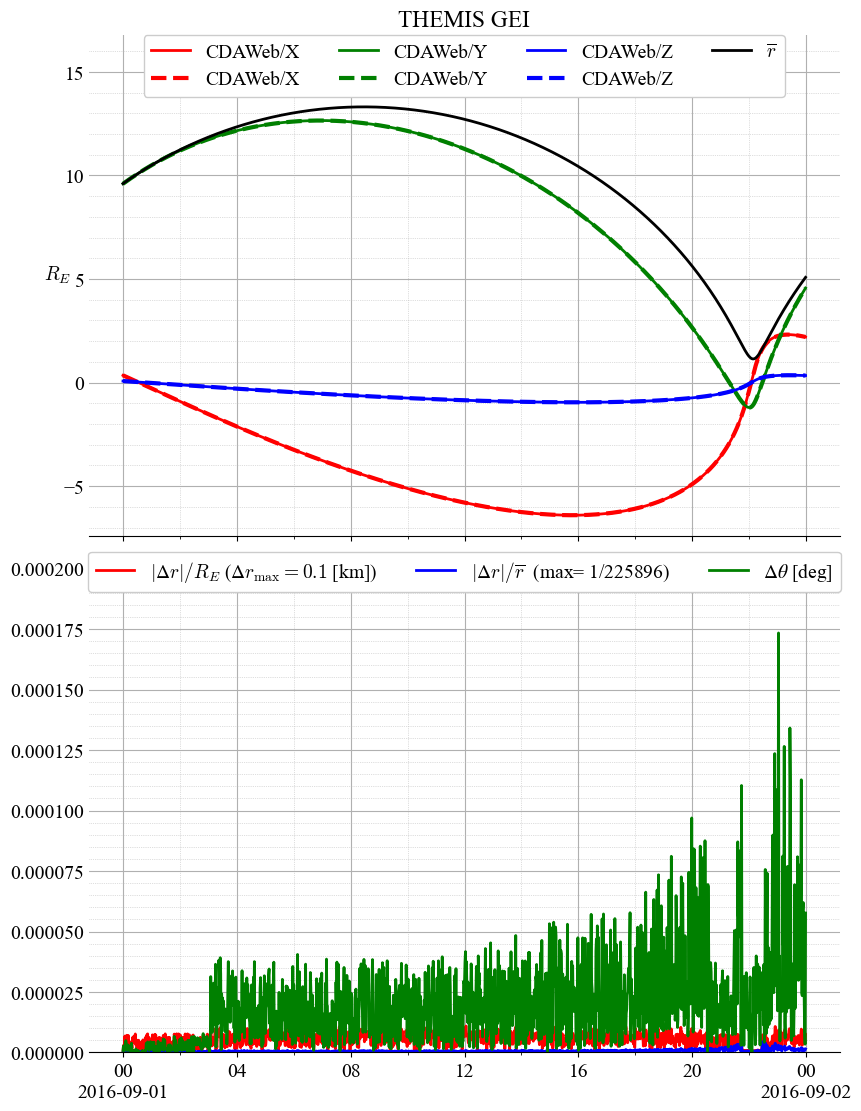 THEMIS GEI
CDAWeb/X CDAWeb/Y CDAWeb/Z r̅
CDAWeb/X CDAWeb/Y CDAWeb/Z
15
10
R_E 5
0
−5
0.000200 |Δr|/R_E (Δr_max = 0.1 [km]) |Δr|/r̅ (max= 1/225896) Δθ [deg]
0.000175
0.000150
0.000125
0.000100
0.000075
0.000050
0.000025
0.000000
00 04 08 12 16 20 00
2016-09-01 2016-09-02